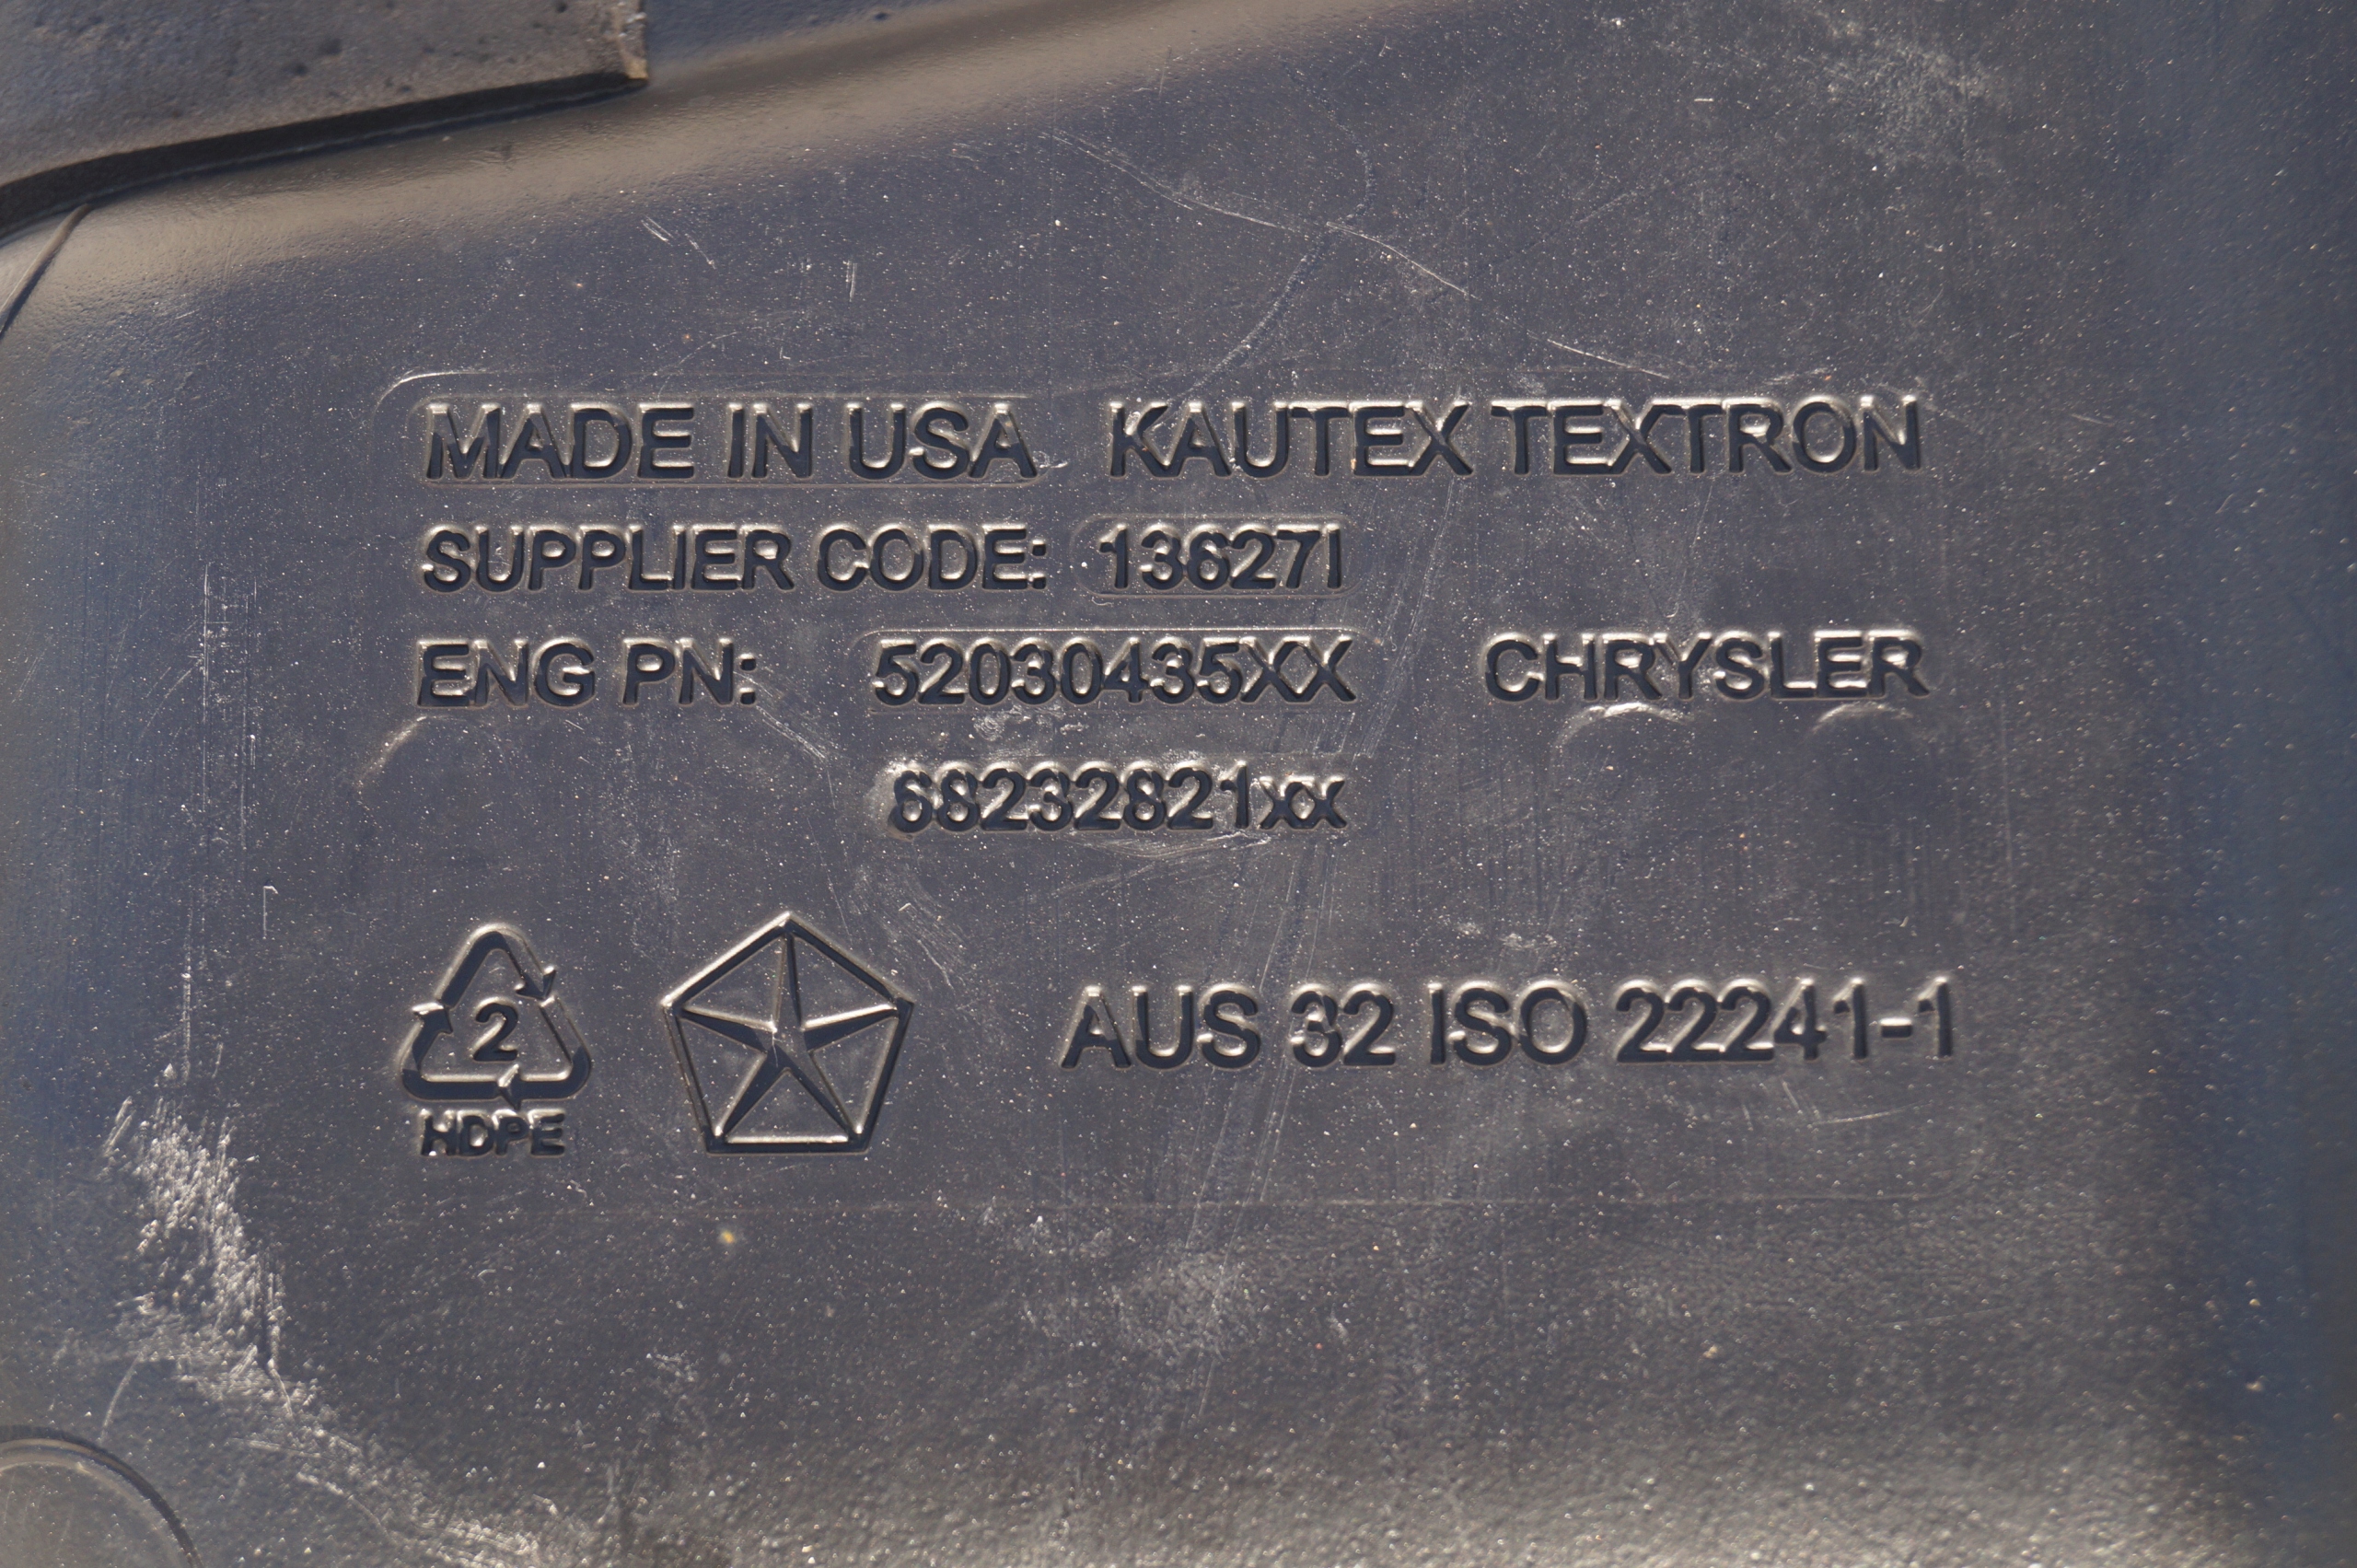 MADE IN USA KAUTEX TEXTRON
SUPPLIER CODE: 13627I
ENG PN: 52030435XX CHRYSLER
68232821xx
2
HDPE
AUS 32 ISO 22241-1